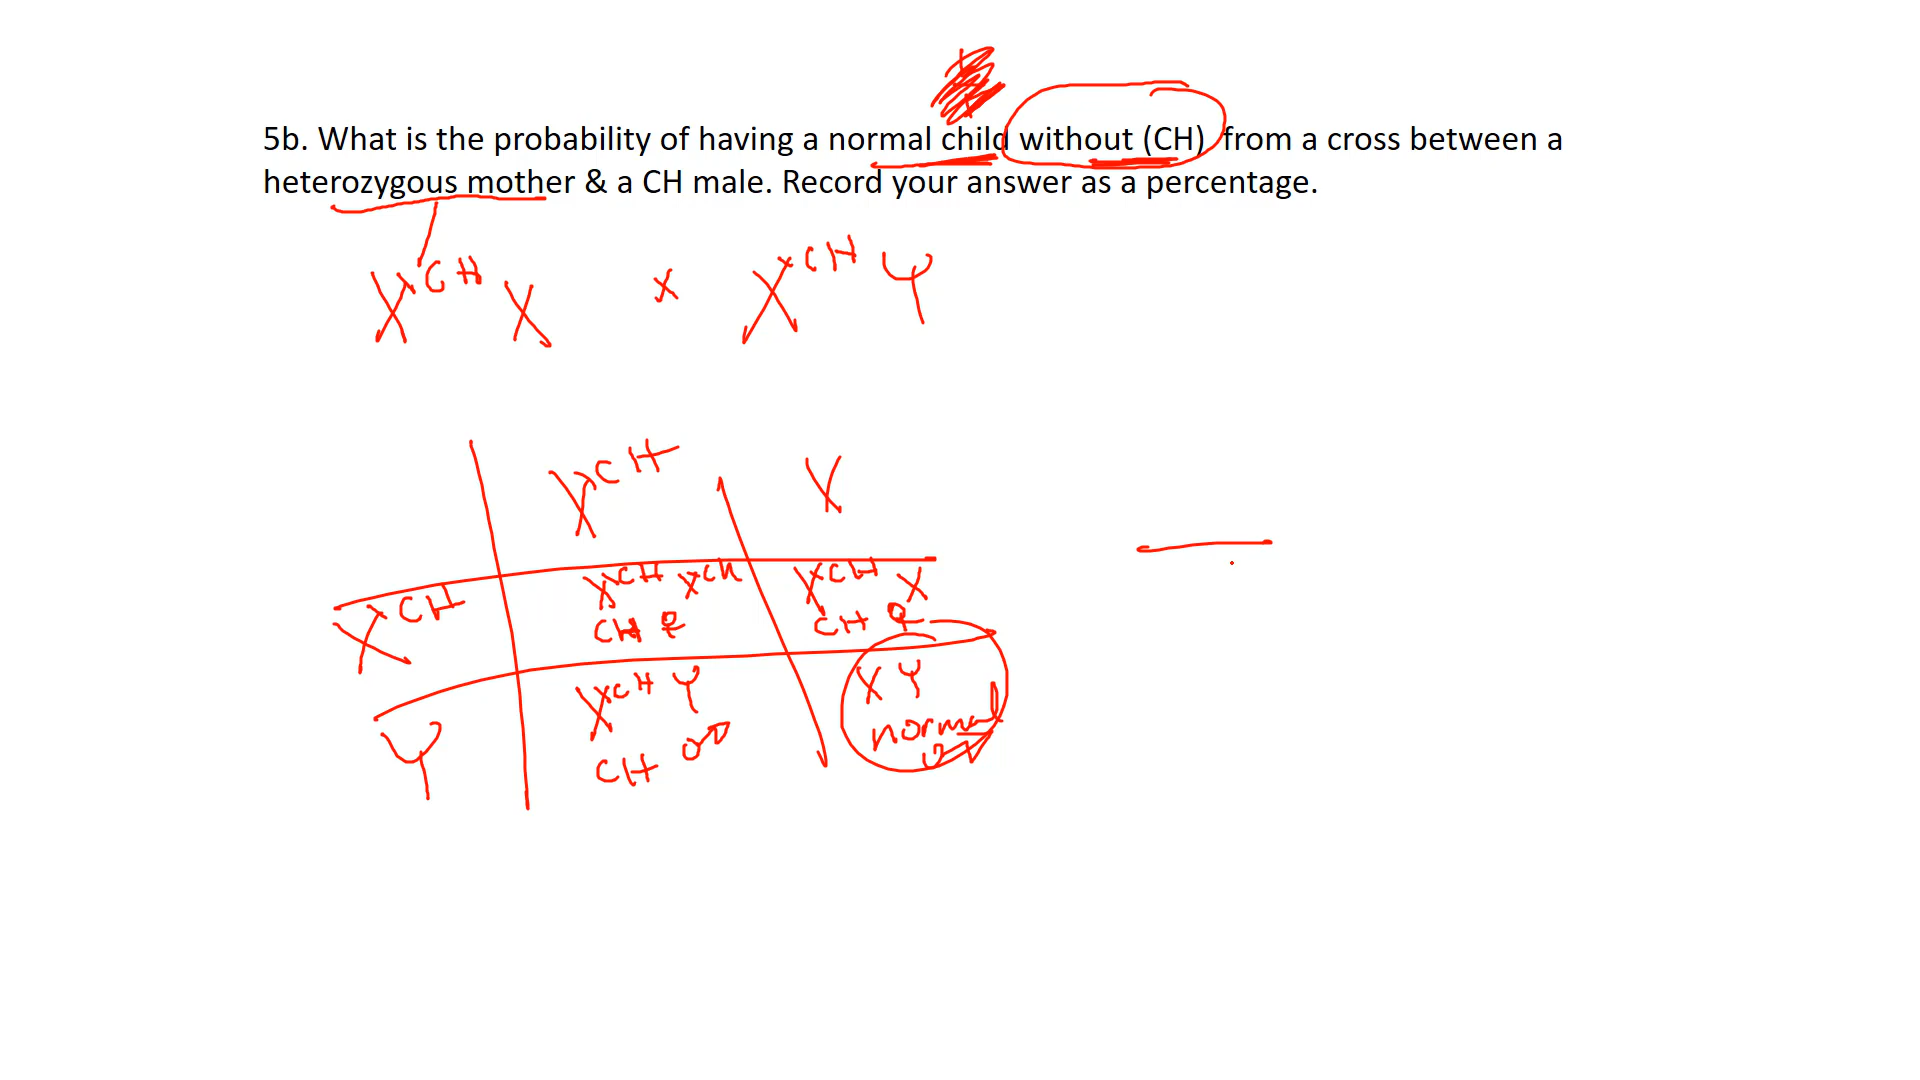 5b. What is the probability of having a normal child without (CH) from a cross between a
heterozygous mother & a CH male. Record your answer as a percentage.
X^CH X x X^CH Y
X^CH X
X^CH X^CH X^CH X^CH X
CH ♀ CH ♀
Y X^CH Y X Y
CH ♂ normal ♂